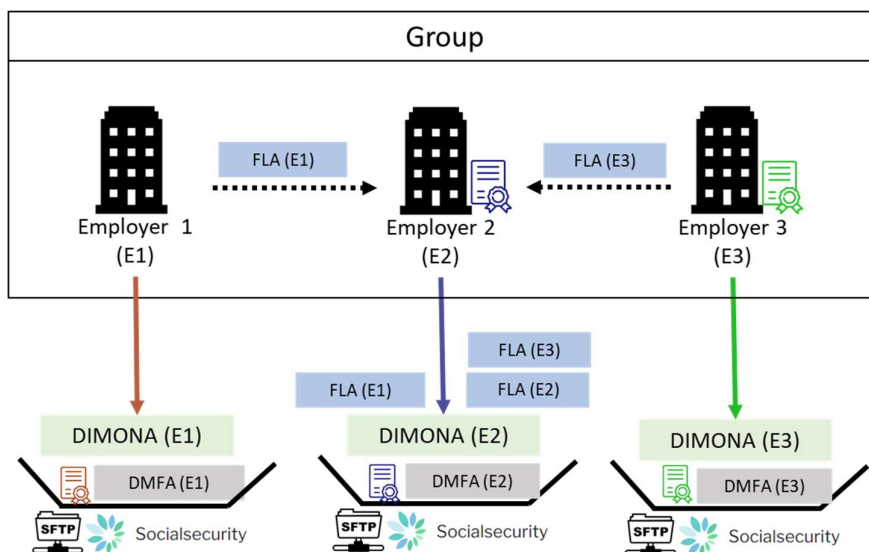 Group
FLA (E1)
FLA (E3)
Employer 1
(E1)
Employer 2
(E2)
Employer 3
(E3)
FLA (E3)
FLA (E1)
FLA (E2)
DIMONA (E1)
DIMONA (E2)
DIMONA (E3)
DMFA (E1)
DMFA (E2)
DMFA (E3)
SFTP
Socialsecurity
SFTP
Socialsecurity
SFTP
Socialsecurity